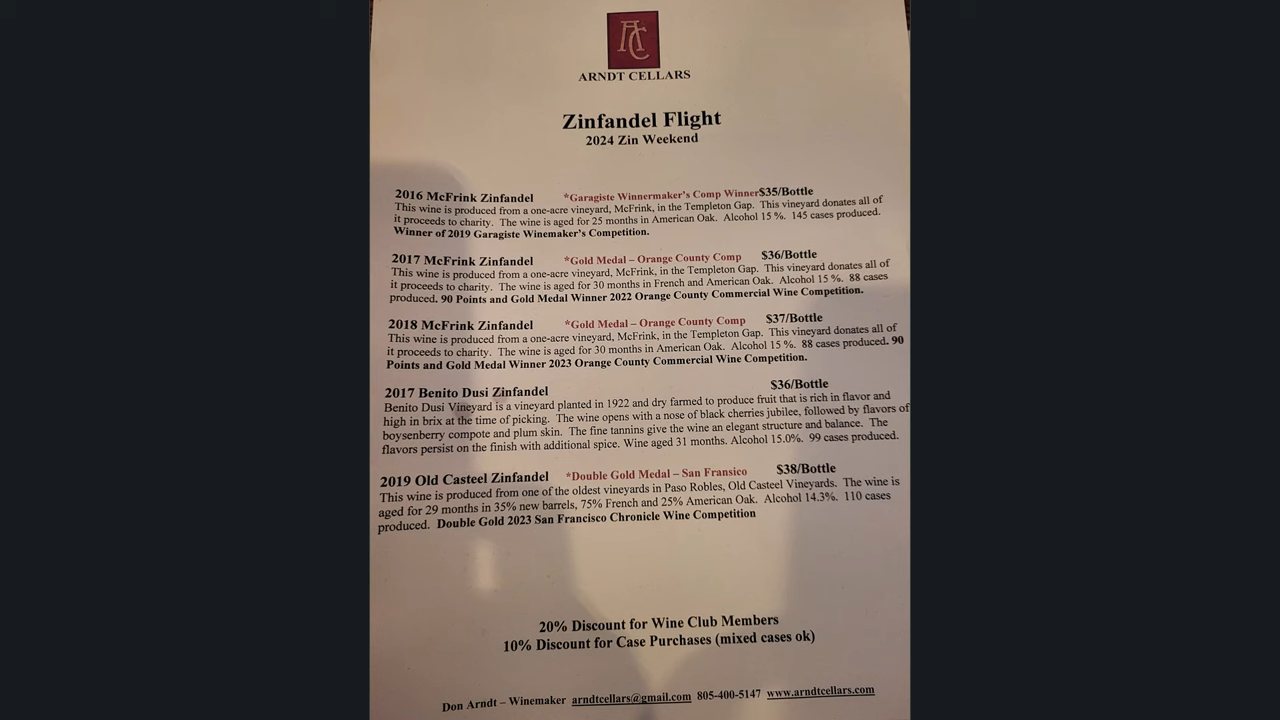 AC
ARNDT CELLARS
Zinfandel Flight
2024 Zin Weekend
2016 McFrink Zinfandel *Garagiste Winnermaker's Comp Winner$35/Bottle
This wine is produced from a one-acre vineyard, McFrink, in the Templeton Gap. This vineyard donates all of
it proceeds to charity. The wine is aged for 25 months in American Oak. Alcohol 15 %. 145 cases produced.
Winner of 2019 Garagiste Winemaker's Competition.
2017 McFrink Zinfandel *Gold Medal – Orange County Comp $36/Bottle
This wine is produced from a one-acre vineyard, McFrink, in the Templeton Gap. This vineyard donates all of
it proceeds to charity. The wine is aged for 30 months in French and American Oak. Alcohol 15 %. 88 cases
produced. 90 Points and Gold Medal Winner 2022 Orange County Commercial Wine Competition.
2018 McFrink Zinfandel *Gold Medal – Orange County Comp $37/Bottle
This wine is produced from a one-acre vineyard, McFrink, in the Templeton Gap. This vineyard donates all of
it proceeds to charity. The wine is aged for 30 months in American Oak. Alcohol 15 %. 88 cases produced. 90
Points and Gold Medal Winner 2023 Orange County Commercial Wine Competition.
2017 Benito Dusi Zinfandel $36/Bottle
Benito Dusi Vineyard is a vineyard planted in 1922 and dry farmed to produce fruit that is rich in flavor and
high in brix at the time of picking. The wine opens with a nose of black cherries jubilee, followed by flavors of
boysenberry compote and plum skin. The fine tannins give the wine an elegant structure and balance. The
flavors persist on the finish with additional spice. Wine aged 31 months. Alcohol 15.0%. 99 cases produced.
2019 Old Casteel Zinfandel *Double Gold Medal – San Fransico $38/Bottle
This wine is produced from one of the oldest vineyards in Paso Robles, Old Casteel Vineyards. The wine is
aged for 29 months in 35% new barrels, 75% French and 25% American Oak. Alcohol 14.3%. 110 cases
produced. Double Gold 2023 San Francisco Chronicle Wine Competition
20% Discount for Wine Club Members
10% Discount for Case Purchases (mixed cases ok)
Don Arndt – Winemaker arndtcellars@gmail.com 805-400-5147 www.arndtcellars.com